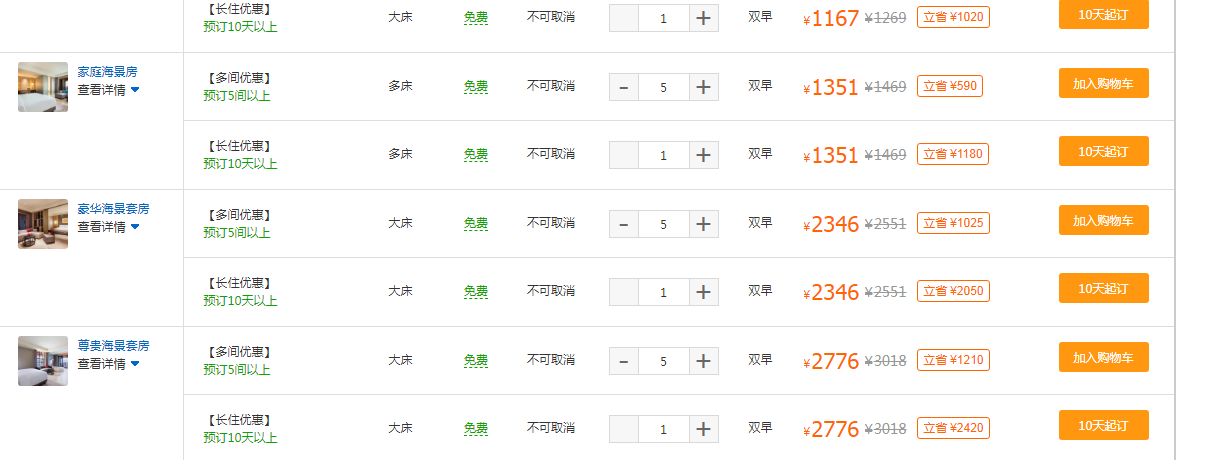 【长住优惠】
预订10天以上
大床 免费 不可取消 1 + 双早 ¥1167 ¥1269 立省 ¥1020 10天起订
家庭海景房
查看详情
【多间优惠】
预订5间以上
多床 免费 不可取消 - 5 + 双早 ¥1351 ¥1469 立省 ¥590 加入购物车
【长住优惠】
预订10天以上
多床 免费 不可取消 1 + 双早 ¥1351 ¥1469 立省 ¥1180 10天起订
豪华海景套房
查看详情
【多间优惠】
预订5间以上
大床 免费 不可取消 - 5 + 双早 ¥2346 ¥2551 立省 ¥1025 加入购物车
【长住优惠】
预订10天以上
大床 免费 不可取消 1 + 双早 ¥2346 ¥2551 立省 ¥2050 10天起订
尊贵海景套房
查看详情
【多间优惠】
预订5间以上
大床 免费 不可取消 - 5 + 双早 ¥2776 ¥3018 立省 ¥1210 加入购物车
【长住优惠】
预订10天以上
大床 免费 不可取消 1 + 双早 ¥2776 ¥3018 立省 ¥2420 10天起订